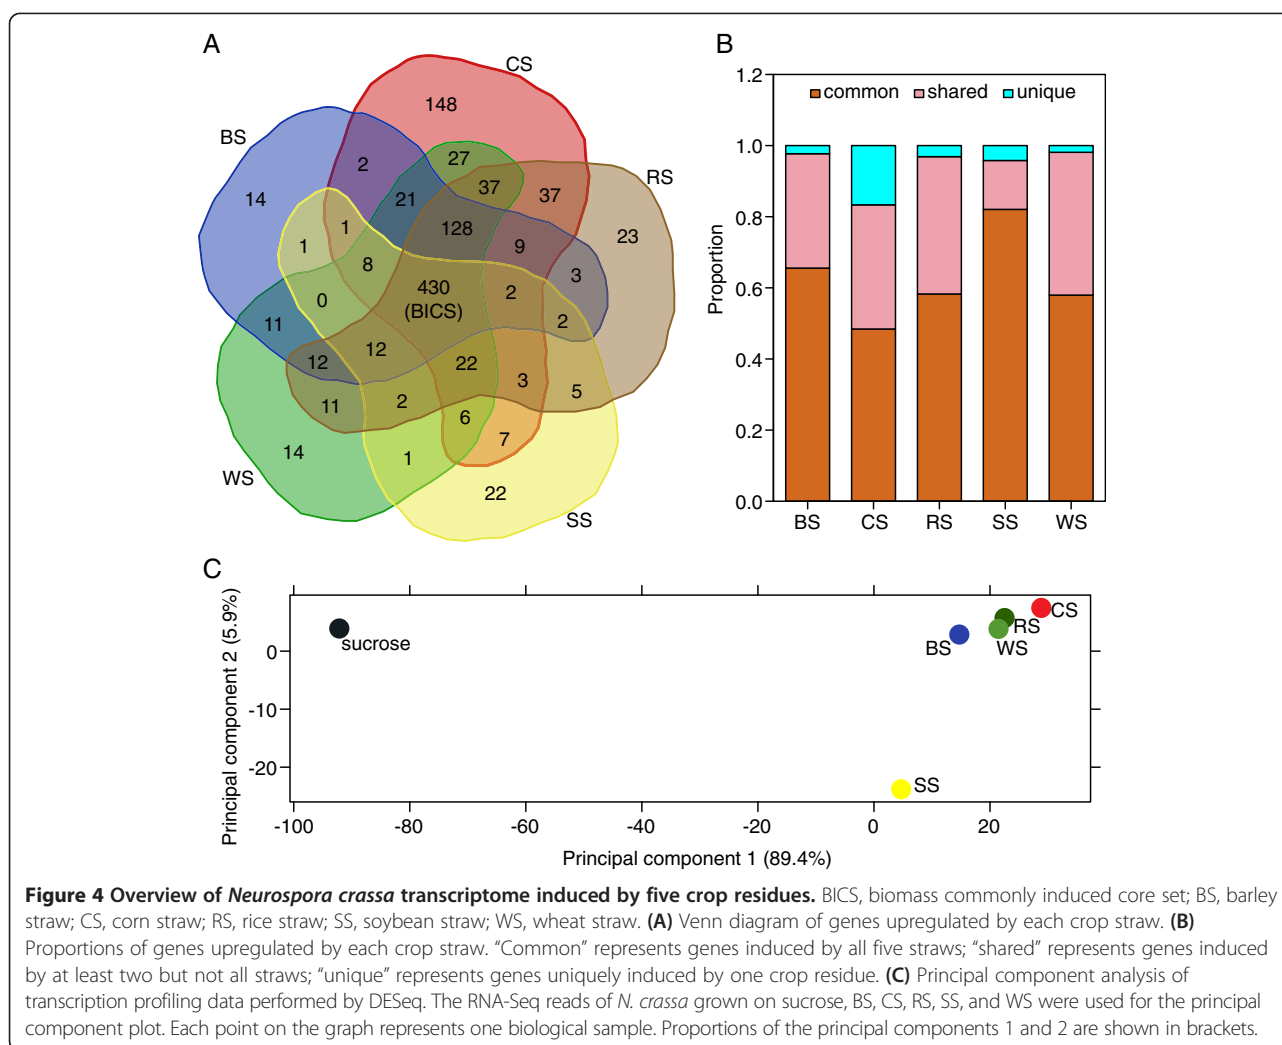 A
CS
148
BS
2
27
37
37
RS
14
21
128
23
1
1
9
8
3
430
(BICS)
2
0
2
11
12
12
22
3
5
11
2
6
7
14
1
WS
22
SS
B
1.2
common shared unique
1.0
0.8
0.6
0.4
0.2
0.0
Proportion
BS CS RS SS WS
C
Principal component 2 (5.9%)
0
-10
-20
sucrose
CS
RS
BS
WS
SS
-100 -80 -60 -40 -20 0 20
Principal component 1 (89.4%)
Figure 4 Overview of Neurospora crassa transcriptome induced by five crop residues. BICS, biomass commonly induced core set; BS, barley
straw; CS, corn straw; RS, rice straw; SS, soybean straw; WS, wheat straw. (A) Venn diagram of genes upregulated by each crop straw. (B)
Proportions of genes upregulated by each crop straw. “Common” represents genes induced by all five straws; “shared” represents genes induced
by at least two but not all straws; “unique” represents genes uniquely induced by one crop residue. (C) Principal component analysis of
transcription profiling data performed by DESeq. The RNA-Seq reads of N. crassa grown on sucrose, BS, CS, RS, SS, and WS were used for the principal
component plot. Each point on the graph represents one biological sample. Proportions of the principal components 1 and 2 are shown in brackets.